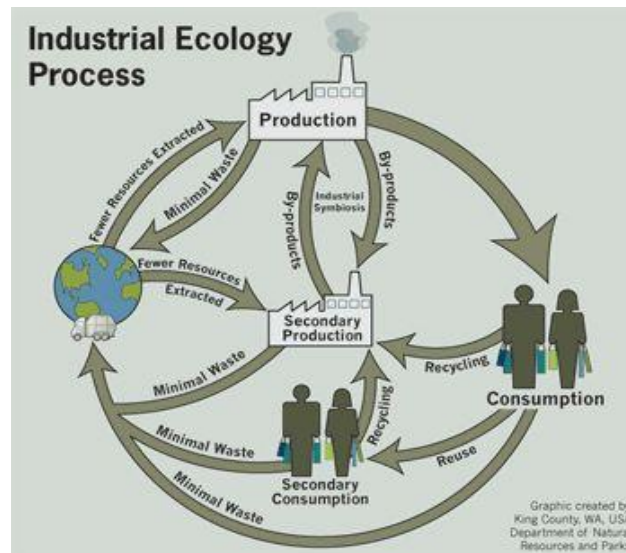 Industrial Ecology
Process
Production
Fewer Resources Extracted
Minimal Waste
By-products
Industrial
Symbiosis
By-products
Fewer Resources
Extracted
Secondary
Production
Recycling
Consumption
Minimal Waste
Recycling
Reuse
Minimal Waste
Secondary
Consumption
Minimal Waste
Graphic created by
King County, WA, USA
Department of Natural
Resources and Parks